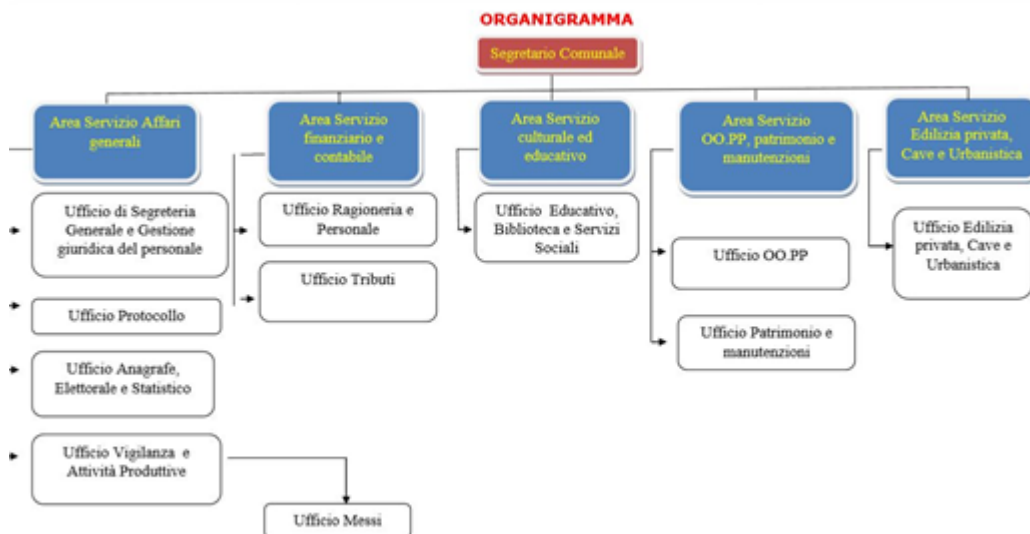 ORGANIGRAMMA
Segretario Comunale
Area Servizio Affari
generali
Area Servizio
finanziario e
contabile
Area Servizio
culturale ed
educativo
Area Servizio
OO.PP, patrimonio e
manutenzioni
Area Servizio
Edilizia privata,
Cave e Urbanistica
Ufficio di Segreteria
Generale e Gestione
giuridica del personale
Ufficio Protocollo
Ufficio Anagrafe,
Elettorale e Statistico
Ufficio Vigilanza e
Attività Produttive
Ufficio Messi
Ufficio Ragioneria e
Personale
Ufficio Tributi
Ufficio Educativo,
Biblioteca e Servizi
Sociali
Ufficio OO.PP
Ufficio Patrimonio e
manutenzioni
Ufficio Edilizia
privata, Cave e
Urbanistica